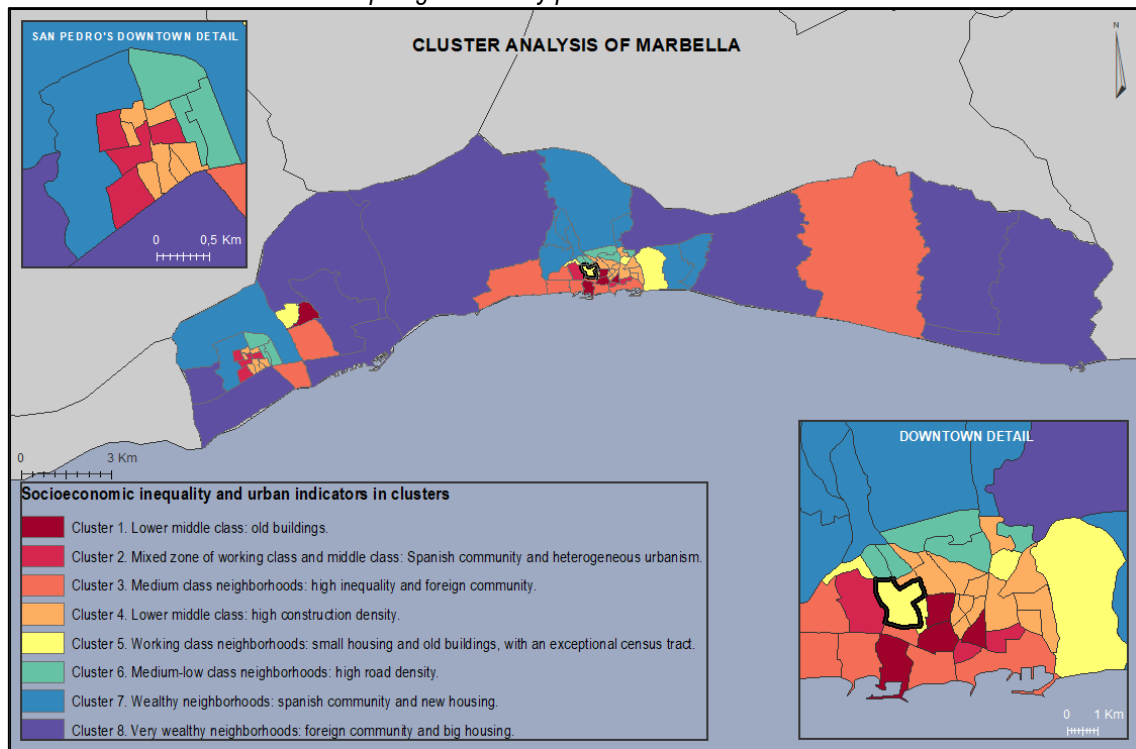 SAN PEDRO'S DOWNTOWN DETAIL
CLUSTER ANALYSIS OF MARBELLA
N
0 0,5 Km
0 3 Km
DOWNTOWN DETAIL
0 1 Km
Socioeconomic inequality and urban indicators in clusters
Cluster 1. Lower middle class: old buildings.
Cluster 2. Mixed zone of working class and middle class: Spanish community and heterogeneous urbanism.
Cluster 3. Medium class neighborhoods: high inequality and foreign community.
Cluster 4. Lower middle class: high construction density.
Cluster 5. Working class neighborhoods: small housing and old buildings, with an exceptional census tract.
Cluster 6. Medium-low class neighborhoods: high road density.
Cluster 7. Wealthy neighborhoods: spanish community and new housing.
Cluster 8. Very wealthy neighborhoods: foreign community and big housing.